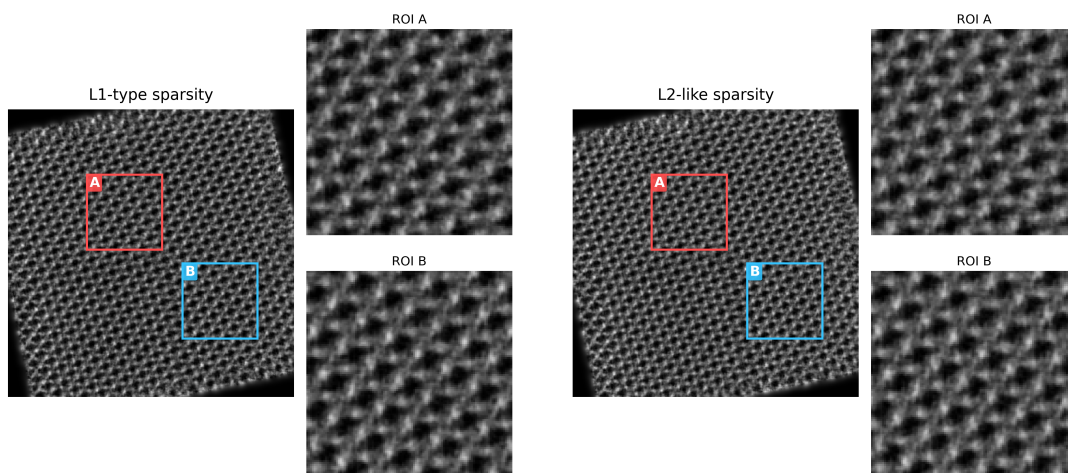 L1-type sparsity
A
B
ROI A
ROI B
L2-like sparsity
A
B
ROI A
ROI B